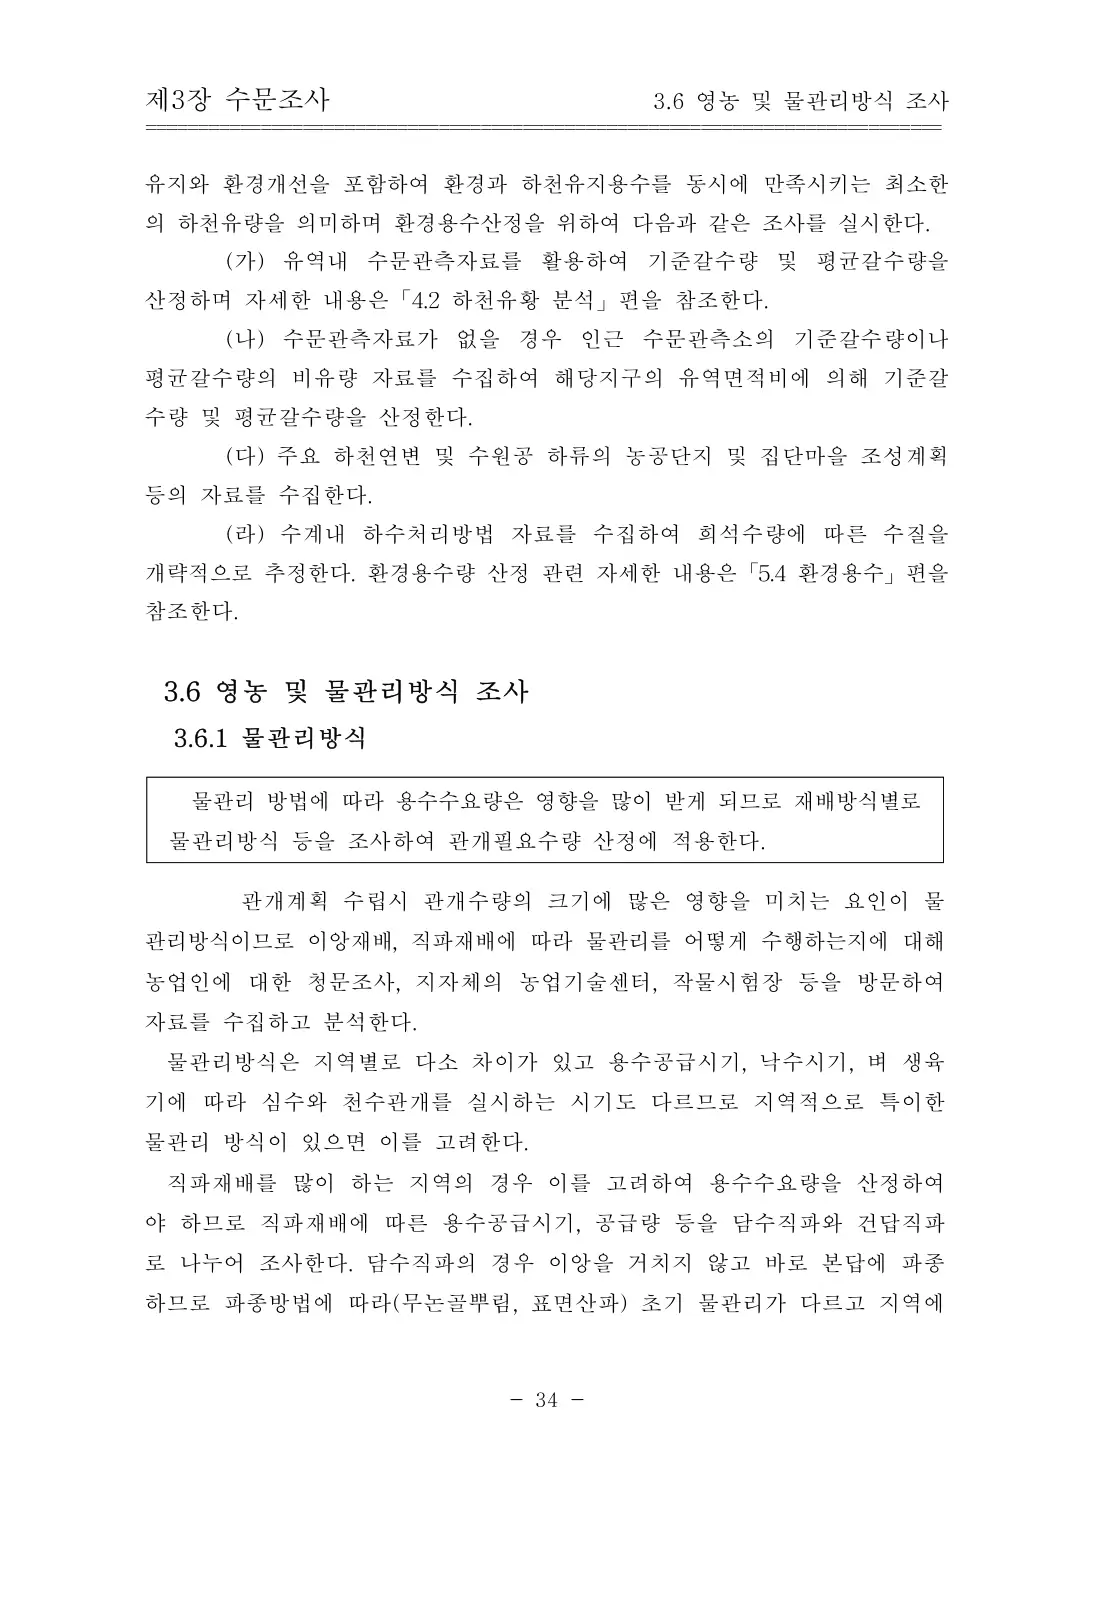 제3장 수문조사
3.6 영농 및 물관리방식 조사
유지와 환경개선을 포함하여 환경과 하천유지용수를 동시에 만족시키는 최소한
의 하천유량을 의미하며 환경용수산정을 위하여 다음과 같은 조사를 실시한다.
(가) 유역내 수문관측자료를 활용하여 기준갈수량 및 평균갈수량을
산정하며 자세한 내용은「4.2 하천유황 분석」편을 참조한다.
(나) 수문관측자료가 없을 경우 인근 수문관측소의 기준갈수량이나
평균갈수량의 비유량 자료를 수집하여 해당지구의 유역면적비에 의해 기준갈
수량 및 평균갈수량을 산정한다.
(다) 주요 하천연변 및 수원공 하류의 농공단지 및 집단마을 조성계획
등의 자료를 수집한다.
(라) 수계내 하수처리방법 자료를 수집하여 희석수량에 따른 수질을
개략적으로 추정한다. 환경용수량 산정 관련 자세한 내용은「5.4 환경용수」편을
참조한다.
3.6 영농 및 물관리방식 조사
3.6.1 물관리방식
물관리 방법에 따라 용수수요량은 영향을 많이 받게 되므로 재배방식별로
물관리방식 등을 조사하여 관개필요수량 산정에 적용한다.
관개계획 수립시 관개수량의 크기에 많은 영향을 미치는 요인이 물
관리방식이므로 이앙재배, 직파재배에 따라 물관리를 어떻게 수행하는지에 대해
농업인에 대한 청문조사, 지자체의 농업기술센터, 작물시험장 등을 방문하여
자료를 수집하고 분석한다.
물관리방식은 지역별로 다소 차이가 있고 용수공급시기, 낙수시기, 벼 생육
기에 따라 심수와 천수관개를 실시하는 시기도 다르므로 지역적으로 특이한
물관리 방식이 있으면 이를 고려한다.
직파재배를 많이 하는 지역의 경우 이를 고려하여 용수수요량을 산정하여
야 하므로 직파재배에 따른 용수공급시기, 공급량 등을 담수직파와 건답직파
로 나누어 조사한다. 담수직파의 경우 이앙을 거치지 않고 바로 본답에 파종
하므로 파종방법에 따라(무논골뿌림, 표면산파) 초기 물관리가 다르고 지역에
- 34 -